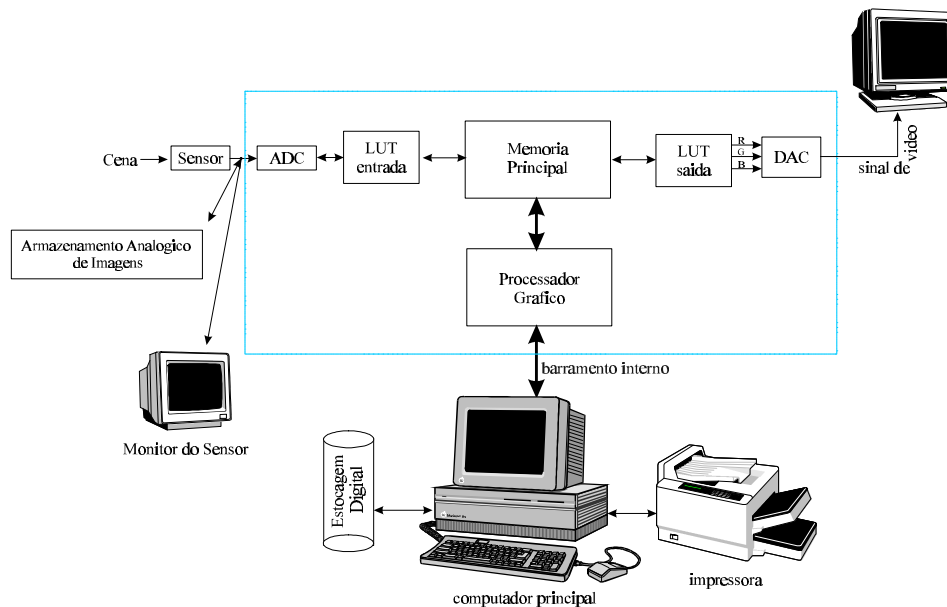 Cena
Sensor
ADC
LUT
entrada
Memoria
Principal
LUT
saida
R
G
B
DAC
sinal de
video
Armazenamento Analogico
de Imagens
Processador
Grafico
barramento interno
Monitor do Sensor
Estocagem
Digital
impressora
computador principal